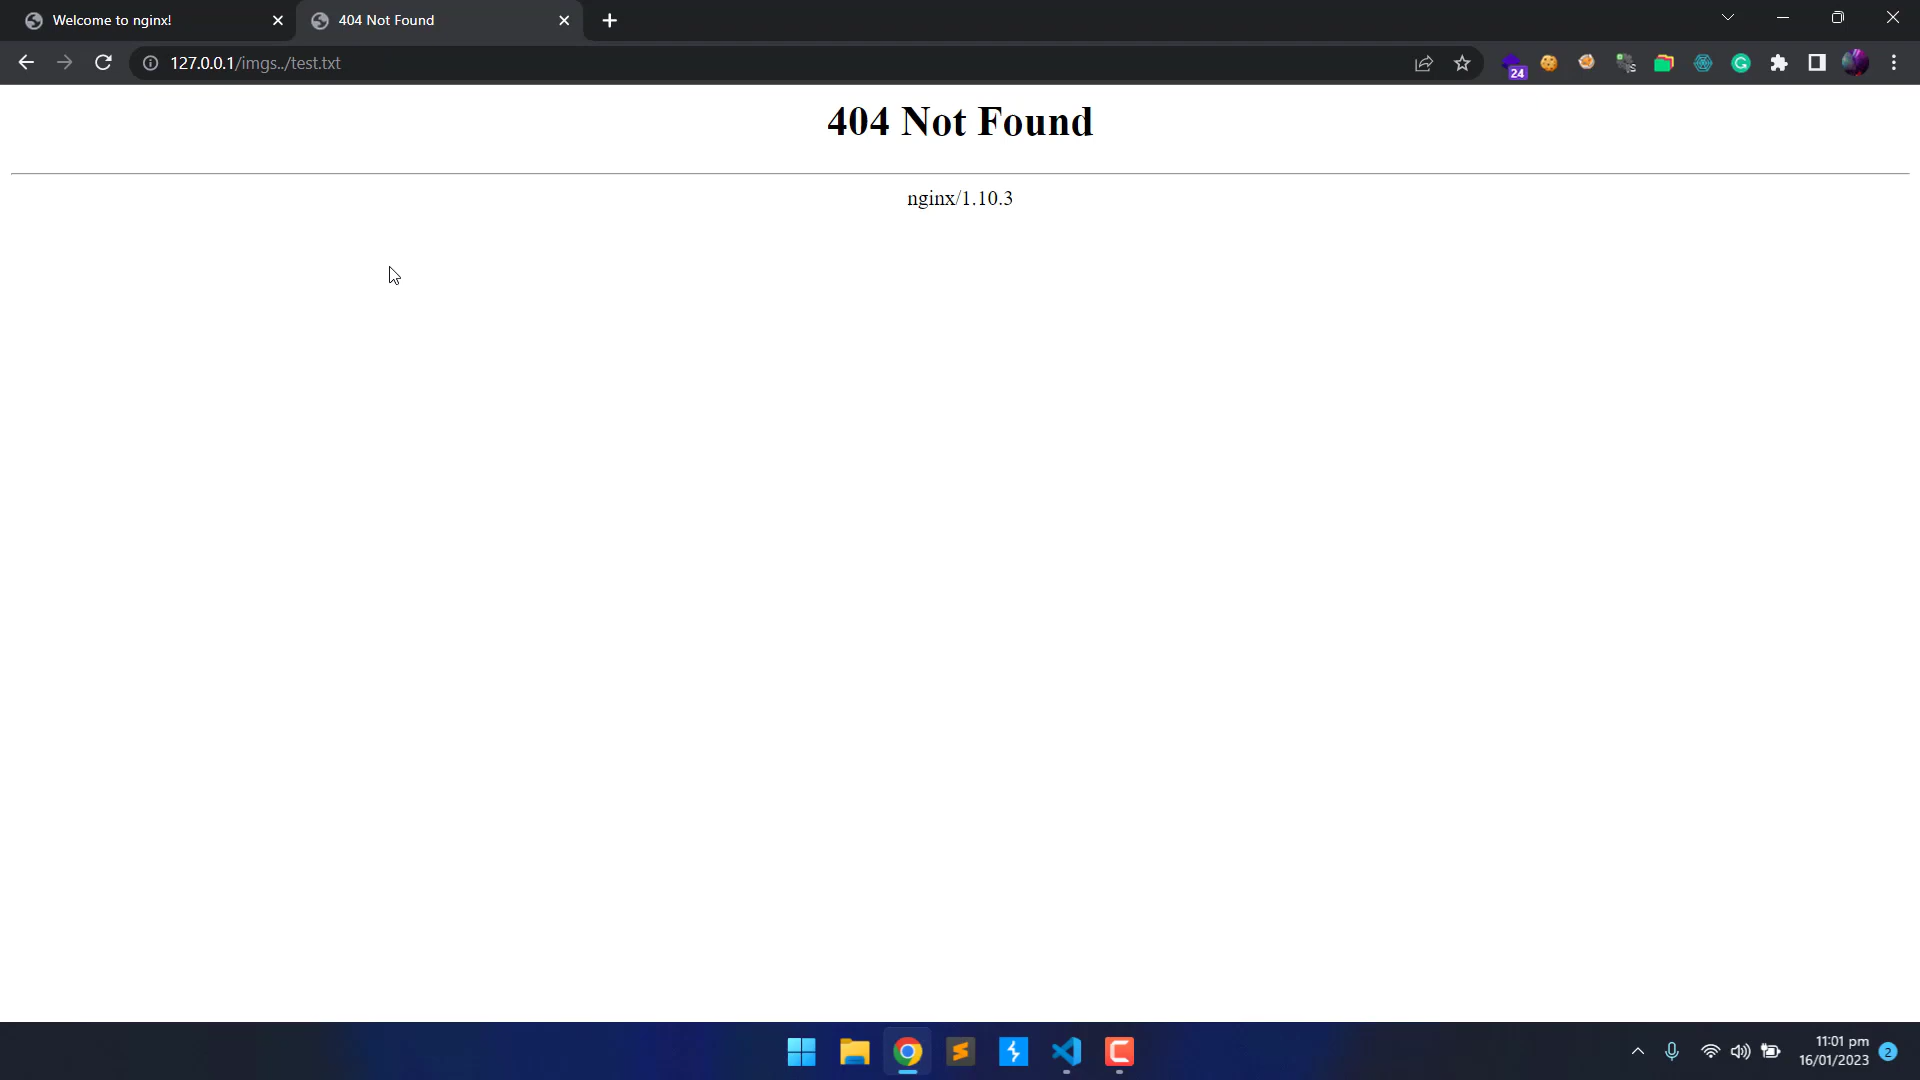 Welcome to nginx!
404 Not Found
127.0.0.1/imgs../test.txt
24
404 Not Found
nginx/1.10.3
11:01 pm
16/01/2023
2